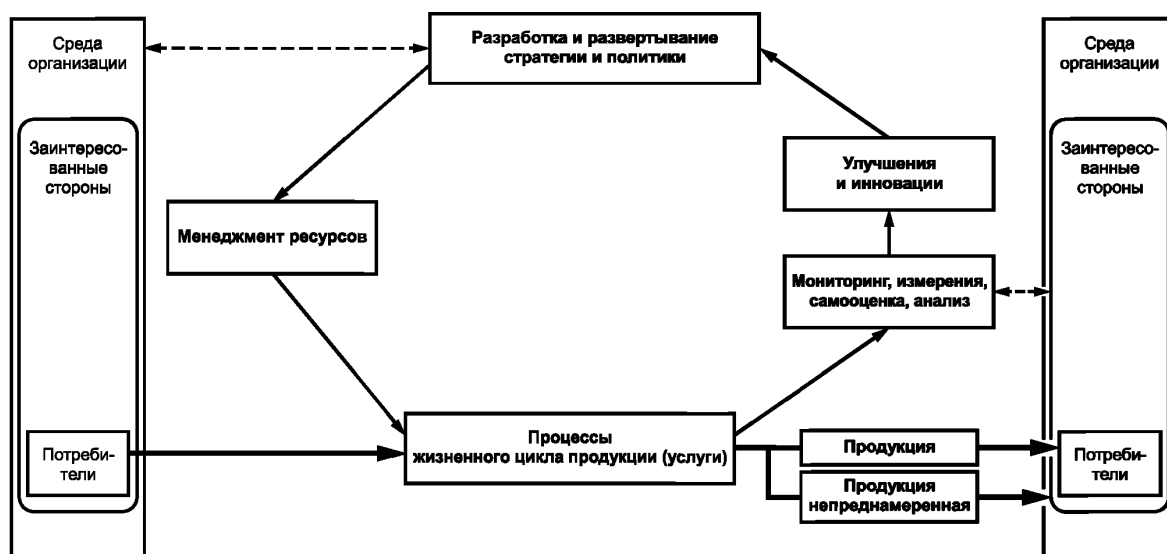 Среда
организации
Заинтересо-
ванные
стороны
Потреби-
тели
Разработка и развертывание
стратегии и политики
Менеджмент ресурсов
Процессы
жизненного цикла продукции (услуги)
Улучшения
и инновации
Мониторинг, измерения,
самооценка, анализ
Продукция
Продукция
непреднамеренная
Среда
организации
Заинтересо-
ванные
стороны
Потреби-
тели